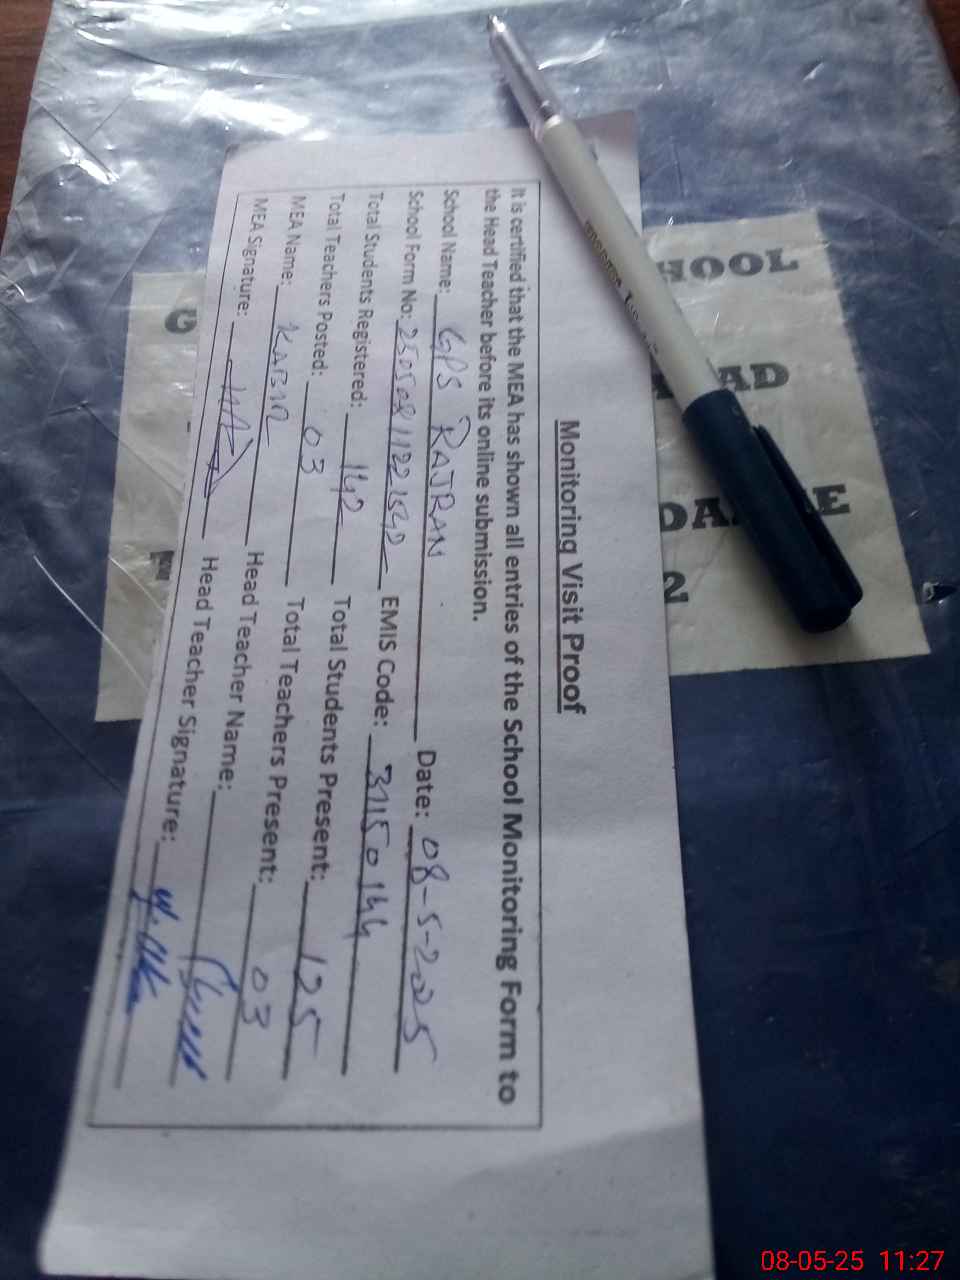 Monitoring Visit Proof
It is certified that the MEA has shown all entries of the School Monitoring Form to
the Head Teacher before its online submission.
School Name: GPS RAJRAN Date: 08-5-2025
School Form No: EMIS Code:
Total Students Registered: 142 Total Students Present: 125
Total Teachers Posted: 03 Total Teachers Present: 03
MEA Name: KABIR Head Teacher Name:
MEA Signature: Head Teacher Signature:
HOOL
G AD
DA
N N
08-05-25 11:27